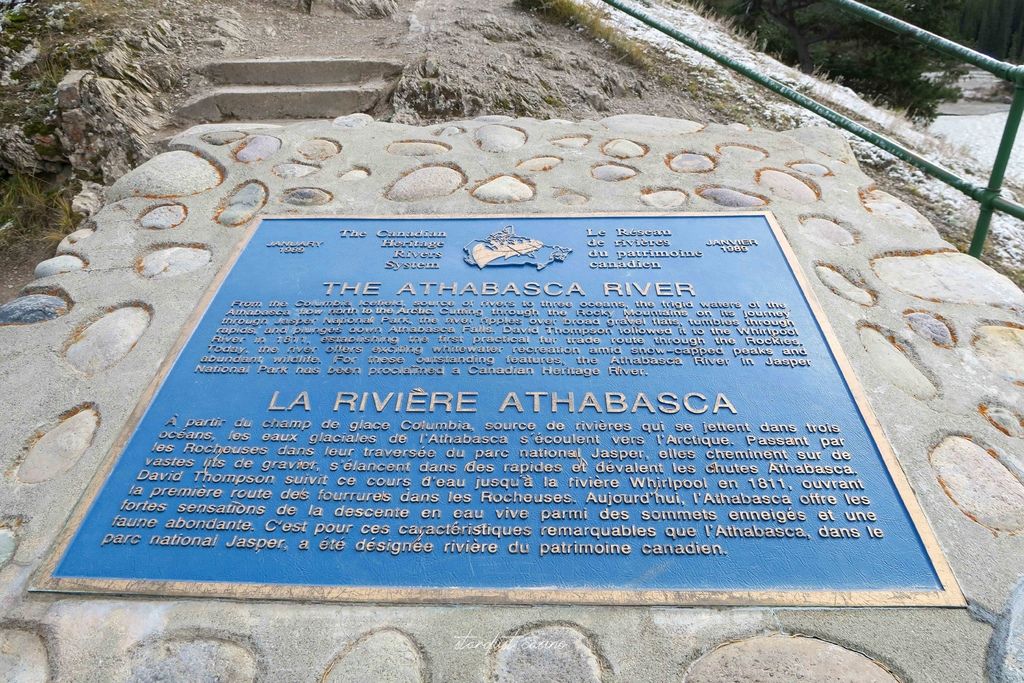 JANUARY
1989
The Canadian
Heritage
Rivers
System
Le Réseau
de rivières
du patrimoine
canadien
JANVIER
1989
THE ATHABASCA RIVER
From the Columbia Icefield, source of rivers to three oceans, the frigid waters of the
Athabasca flow north to the Arctic. Cutting through the Rocky Mountains on its journey
through Jasper National Park, the river ripples over broad gravel flats, tumbles through
rapids and plunges down Athabasca Falls. David Thompson followed it to the Whirlpool
River in 1811, establishing the first practical fur trade route through the Rockies.
Today, the river offers exciting whitewater recreation amid snow-capped peaks and
abundant wildlife. For these outstanding features, the Athabasca River in Jasper
National Park has been proclaimed a Canadian Heritage River.
LA RIVIÈRE ATHABASCA
À partir du champ de glace Columbia, source de rivières qui se jettent dans trois
océans, les eaux glaciales de l'Athabasca s'écoulent vers l'Arctique. Passant par
les Rocheuses dans leur traversée du parc national Jasper, elles cheminent sur de
vastes lits de gravier, s'élancent dans des rapides et dévalent les chutes Athabasca.
David Thompson suivit ce cours d'eau jusqu'à la rivière Whirlpool en 1811, ouvrant
la première route des fourrures dans les Rocheuses. Aujourd'hui, l'Athabasca offre les
fortes sensations de la descente en eau vive parmi des sommets enneigés et une
faune abondante. C'est pour ces caractéristiques remarquables que l'Athabasca, dans le
parc national Jasper, a été désignée rivière du patrimoine canadien.